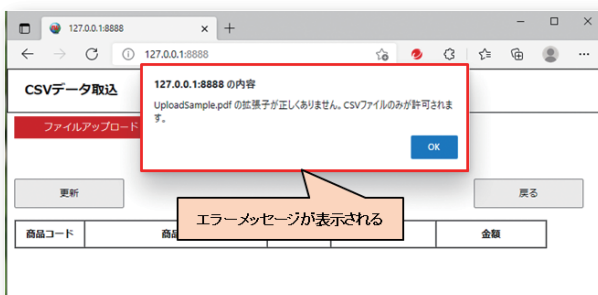 127.0.0.1:8888
127.0.0.1:8888
CSVデータ取込
127.0.0.1:8888 の内容
UploadSample.pdf の拡張子が正しくありません。CSVファイルのみが許可されま
す。
ファイルアップロード
OK
更新
戻る
エラーメッセージが表示される
商品コード
商品
金額